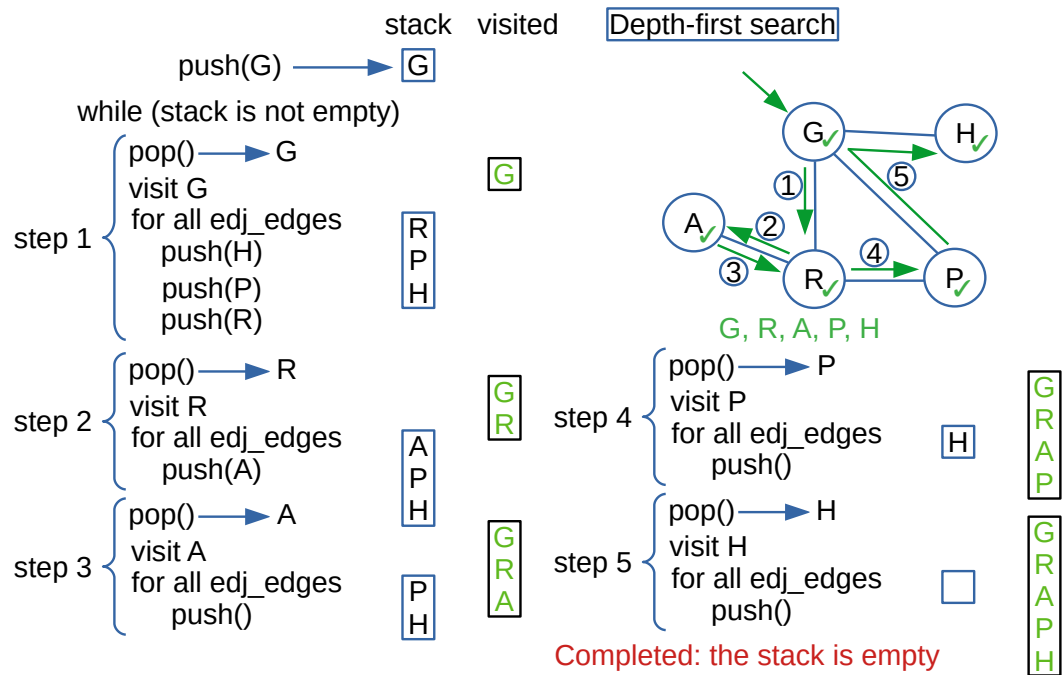 stack visited Depth-first search
push(G) G
while (stack is not empty)
step 1
pop() G
visit G
for all edj_edges
push(H)
push(P)
push(R)
R
P
H
G
G
H
A
R
P
1
2
3
4
5
G, R, A, P, H
step 2
pop() R
visit R
for all edj_edges
push(A)
A
P
H
G
R
step 3
pop() A
visit A
for all edj_edges
push()
P
H
G
R
A
step 4
pop() P
visit P
for all edj_edges
push()
H
G
R
A
P
step 5
pop() H
visit H
for all edj_edges
push()
G
R
A
P
H
Completed: the stack is empty